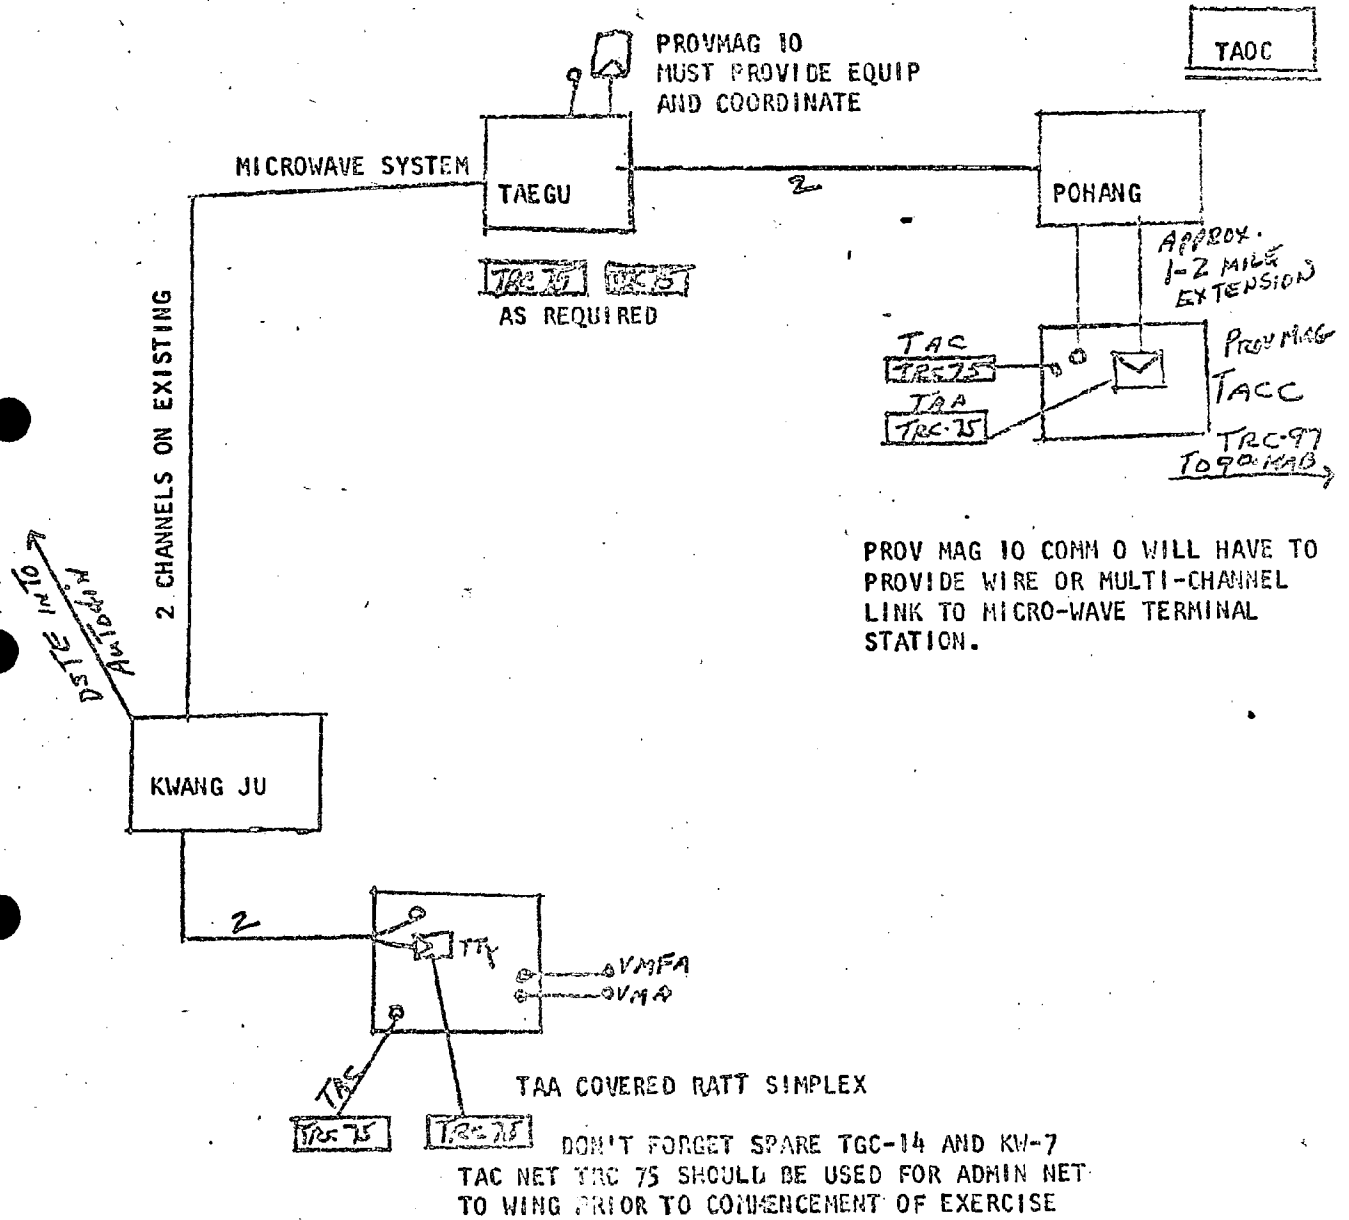 PROVMAG 10
MUST PROVIDE EQUIP
AND COORDINATE
TAOC
MICROWAVE SYSTEM
TAEGU
2
POHANG
APPROX.
1-2 MILE
EXTENSION
TRC 75
TRC 75
AS REQUIRED
TAC
TRC 75
TAA
TRC-75
PROV MAG
TACC
TRC-97
TO 9th MAB
2 CHANNELS ON EXISTING
DSTE INTO
AUTODIN
PROV MAG 10 COMM O WILL HAVE TO
PROVIDE WIRE OR MULTI-CHANNEL
LINK TO MICRO-WAVE TERMINAL
STATION.
KWANG JU
2
TTY
VMFA
VMA
TAC
TRC 75
TRC 75
TAA COVERED RATT SIMPLEX
DON'T FORGET SPARE TGC-14 AND KW-7
TAC NET TRC 75 SHOULD BE USED FOR ADMIN NET
TO WING PRIOR TO COMMENCEMENT OF EXERCISE